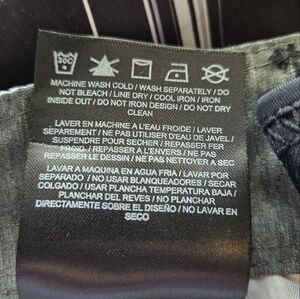 30C
MACHINE WASH COLD / WASH SEPARATELY / DO
NOT BLEACH / LINE DRY / COOL IRON / IRON
INSIDE OUT / DO NOT IRON DESIGN / DO NOT DRY
CLEAN
LAVER EN MACHINE A L'EAU FROIDE / LAVER
SEPAREMENT / NE PAS UTILISER D'EAU DE JAVEL /
SUSPENDRE POUR SECHER / REPASSER FER
FROID / REPASSER A L'ENVERS / NE PAS
REPASSER LE DESSIN / NE PAS NETTOYER A SEC
LAVAR A MAQUINA EN AGUA FRIA / LAVAR POR
SEPARADO / NO USAR BLANQUEADORES / SECAR
COLGADO / USAR PLANCHA TEMPERATURA BAJA /
PLANCHAR DEL REVES / NO PLANCHAR
DIRECTAMENTE SOBRE EL DISEÑO / NO LAVAR EN
SECO